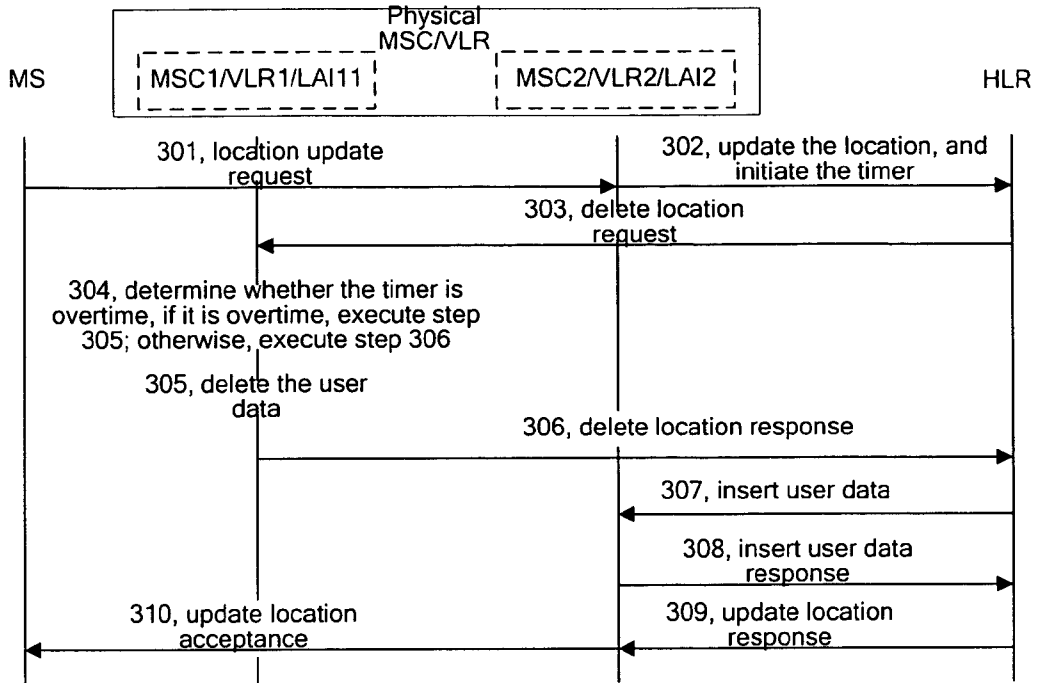 Physical
MSC/VLR
MS
MSC1/VLR1/LAI11
MSC2/VLR2/LAI2
HLR
301, location update
request
302, update the location, and
initiate the timer
303, delete location
request
304, determine whether the timer is
overtime, if it is overtime, execute step
305; otherwise, execute step 306
305, delete the user
data
306, delete location response
307, insert user data
308, insert user data
response
310, update location
acceptance
309, update location
response